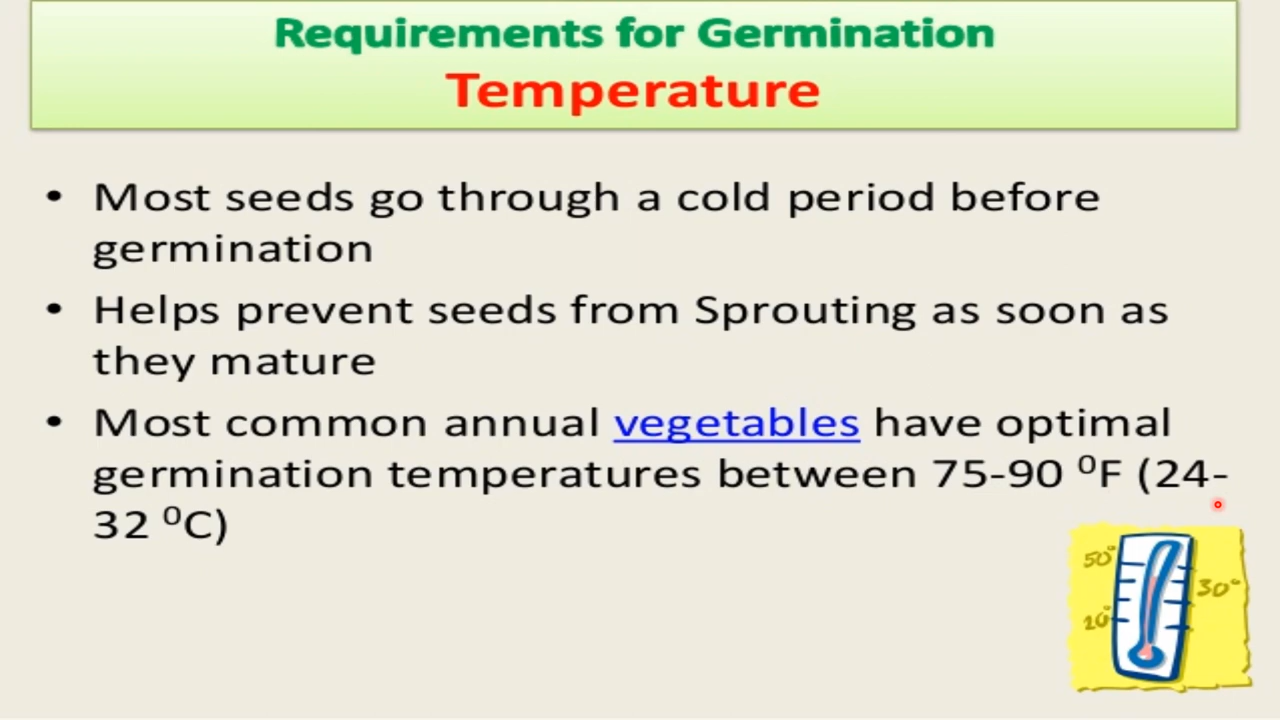 Requirements for Germination
Temperature
• Most seeds go through a cold period before
germination
• Helps prevent seeds from Sprouting as soon as
they mature
• Most common annual vegetables have optimal
germination temperatures between 75-90 ⁰F (24-
32 ⁰C)
50°
30°
10°